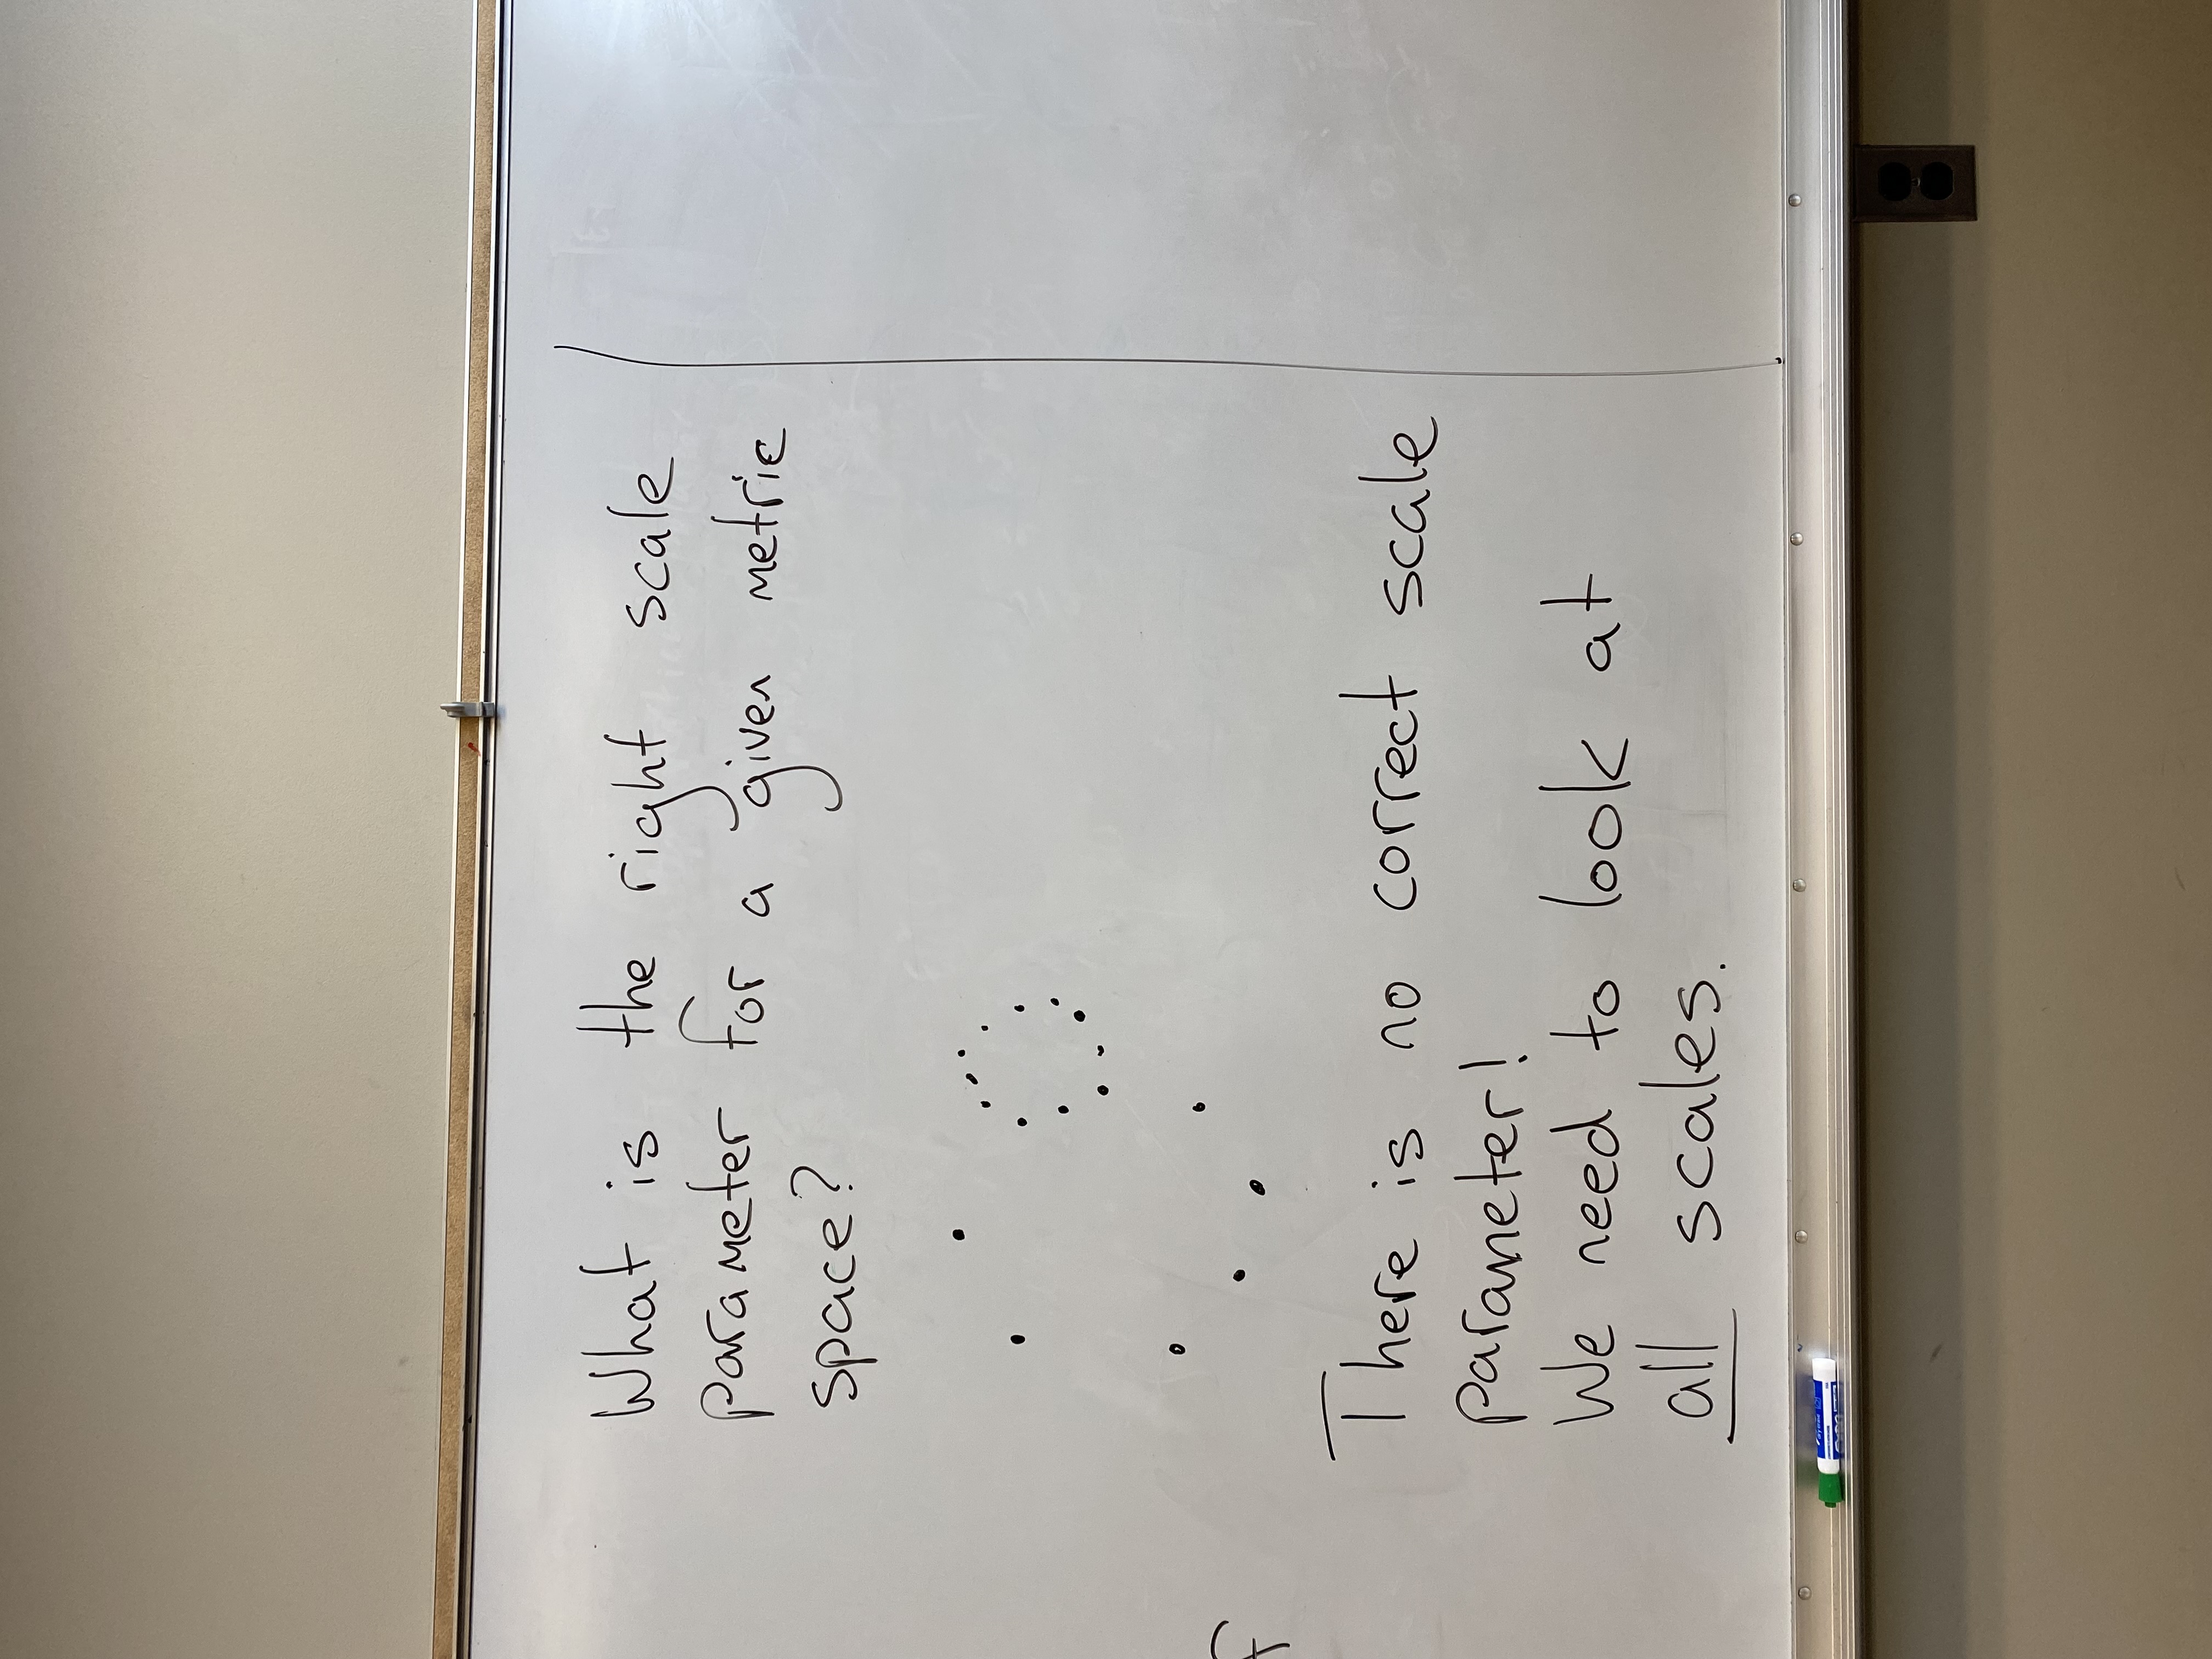 What is the right scale
parameter for a given metric
space?
There is no correct scale
parameter!
We need to look at
all scales.